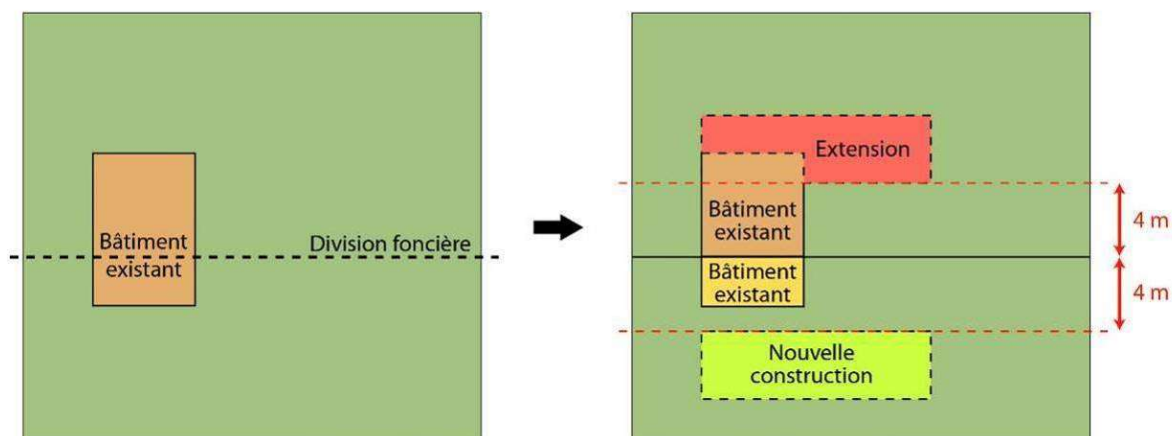 Bâtiment
existant
Division foncière
Extension
Bâtiment
existant
Bâtiment
existant
Nouvelle
construction
4 m
4 m